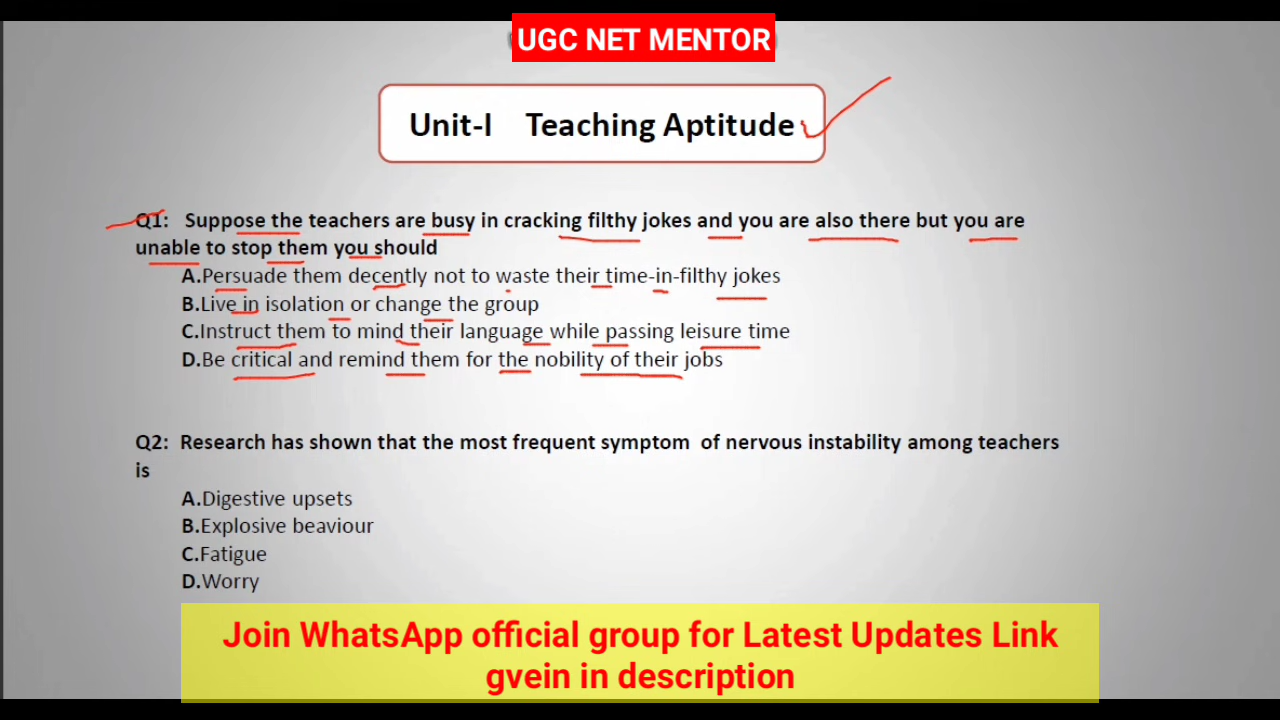 UGC NET MENTOR
Unit-I Teaching Aptitude
Q1: Suppose the teachers are busy in cracking filthy jokes and you are also there but you are
unable to stop them you should
A.Persuade them decently not to waste their time-in-filthy jokes
B.Live in isolation or change the group
C.Instruct them to mind their language while passing leisure time
D.Be critical and remind them for the nobility of their jobs
Q2: Research has shown that the most frequent symptom of nervous instability among teachers
is
A.Digestive upsets
B.Explosive beaviour
C.Fatigue
D.Worry
Join WhatsApp official group for Latest Updates Link
gvein in description